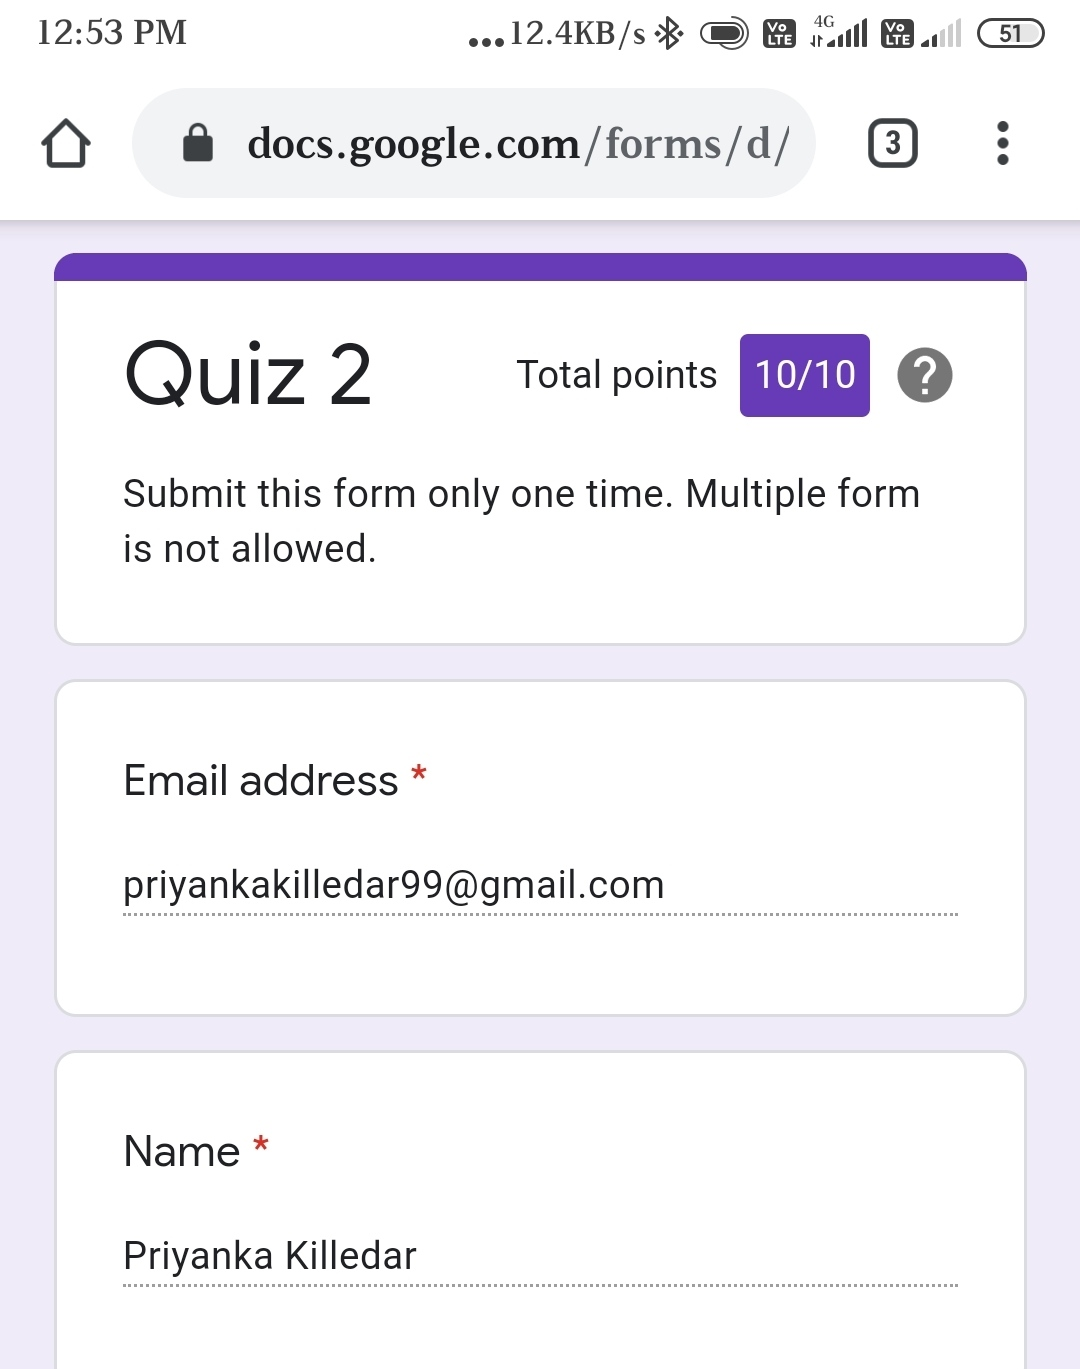 12:53 PM
...12.4KB/s
Vo LTE
4G
Vo LTE
51
docs.google.com/forms/d/
3
Quiz 2
Total points 10/10
?
Submit this form only one time. Multiple form
is not allowed.
Email address *
priyankakilledar99@gmail.com
Name *
Priyanka Killedar